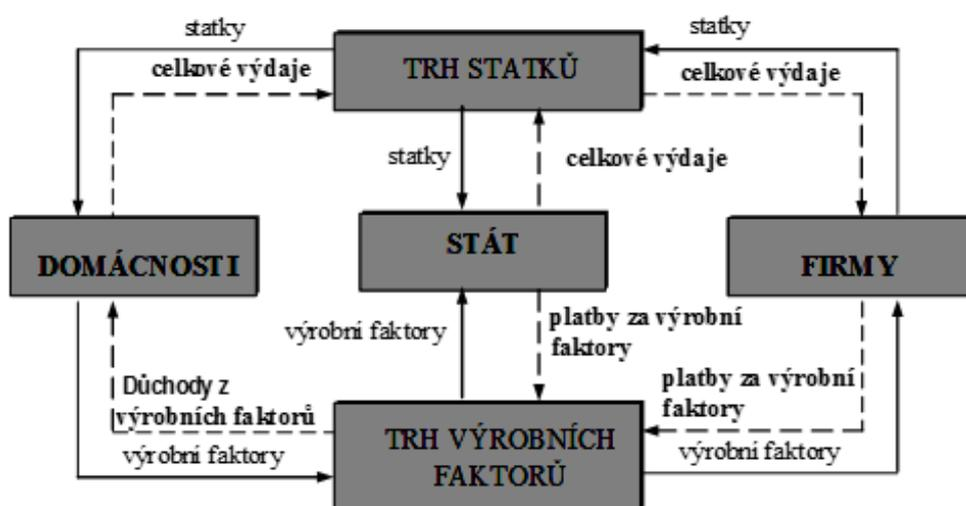 statky
statky
TRH STATKŮ
celkové výdaje
celkové výdaje
statky
celkové výdaje
DOMÁCNOSTI
STÁT
FIRMY
výrobní faktory
platby za výrobní
faktory
Důchody z
výrobních faktorů
platby za výrobní
faktory
výrobní faktory
TRH VÝROBNÍCH
FAKTORŮ
výrobní faktory